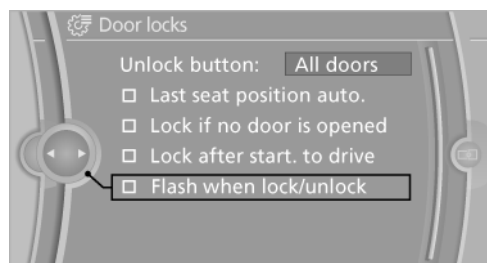 Door locks
Unlock button: All doors
Last seat position auto.
Lock if no door is opened
Lock after start. to drive
Flash when lock/unlock